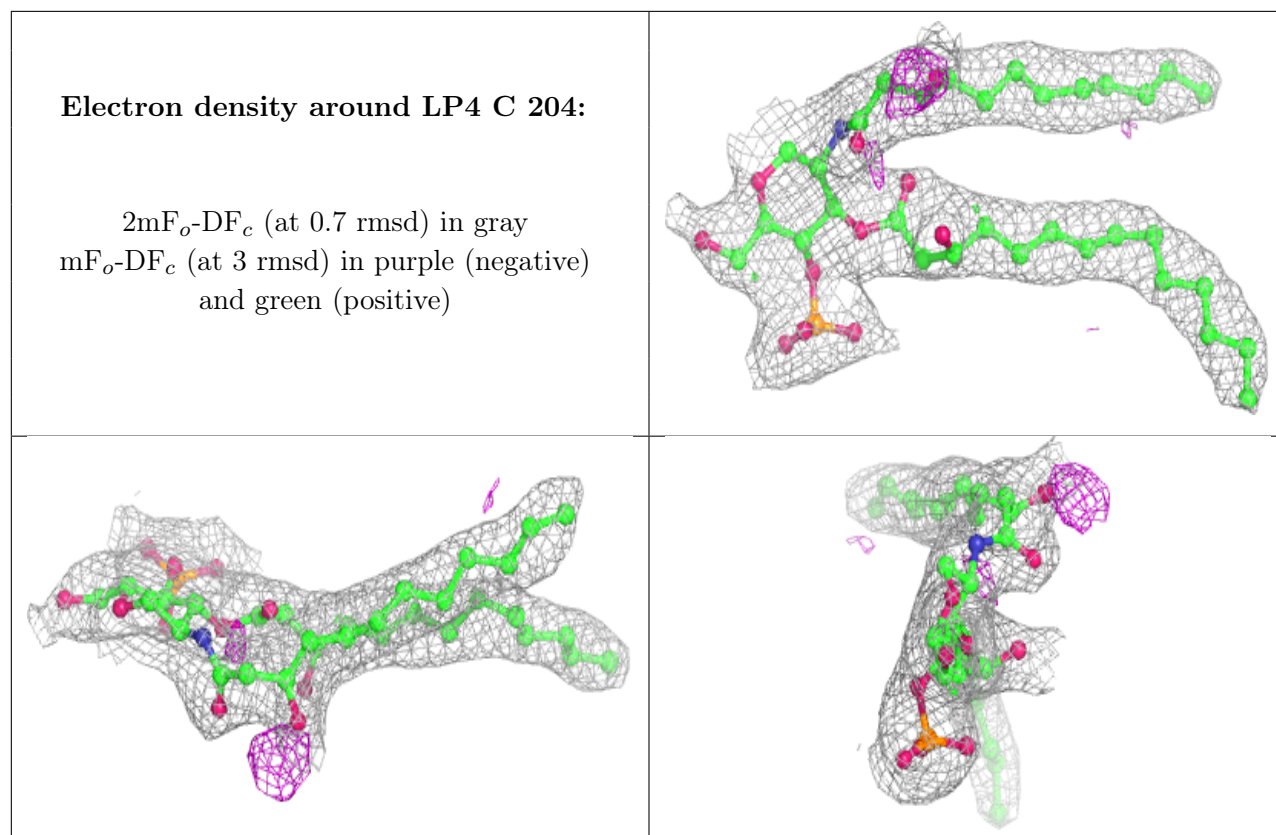 Electron density around LP4 C 204:
2mFo-DFc (at 0.7 rmsd) in gray
mFo-DFc (at 3 rmsd) in purple (negative)
and green (positive)